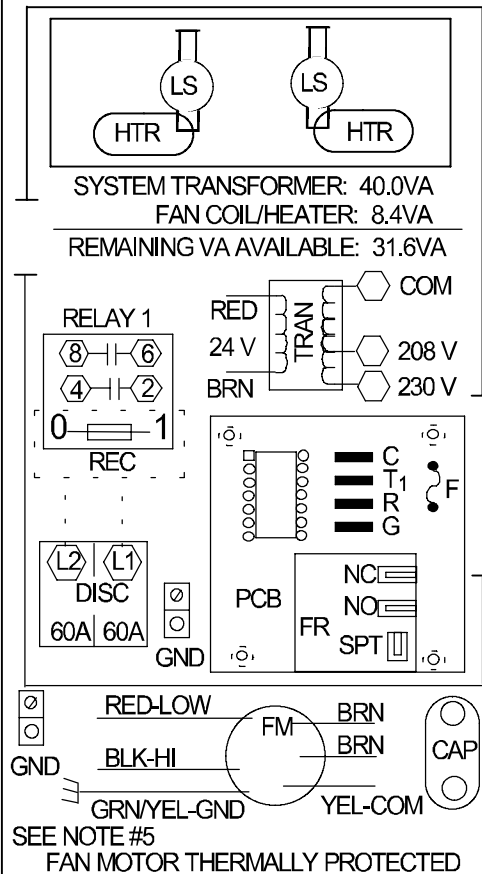 LS LS
HTR HTR
SYSTEM TRANSFORMER: 40.0VA
FAN COIL/HEATER: 8.4VA
REMAINING VA AVAILABLE: 31.6VA
RELAY 1
8 6
4 2
0 1
REC
RED
24 V
BRN
TRAN
COM
208 V
230 V
C
T1
R
G
F
PCB
NC
NO
FR
SPT
L2 L1
DISC
60A 60A
GND
GND
RED-LOW
BLK-HI
GRN/YEL-GND
FM
BRN
BRN
YEL-COM
CAP
SEE NOTE #5
FAN MOTOR THERMALLY PROTECTED